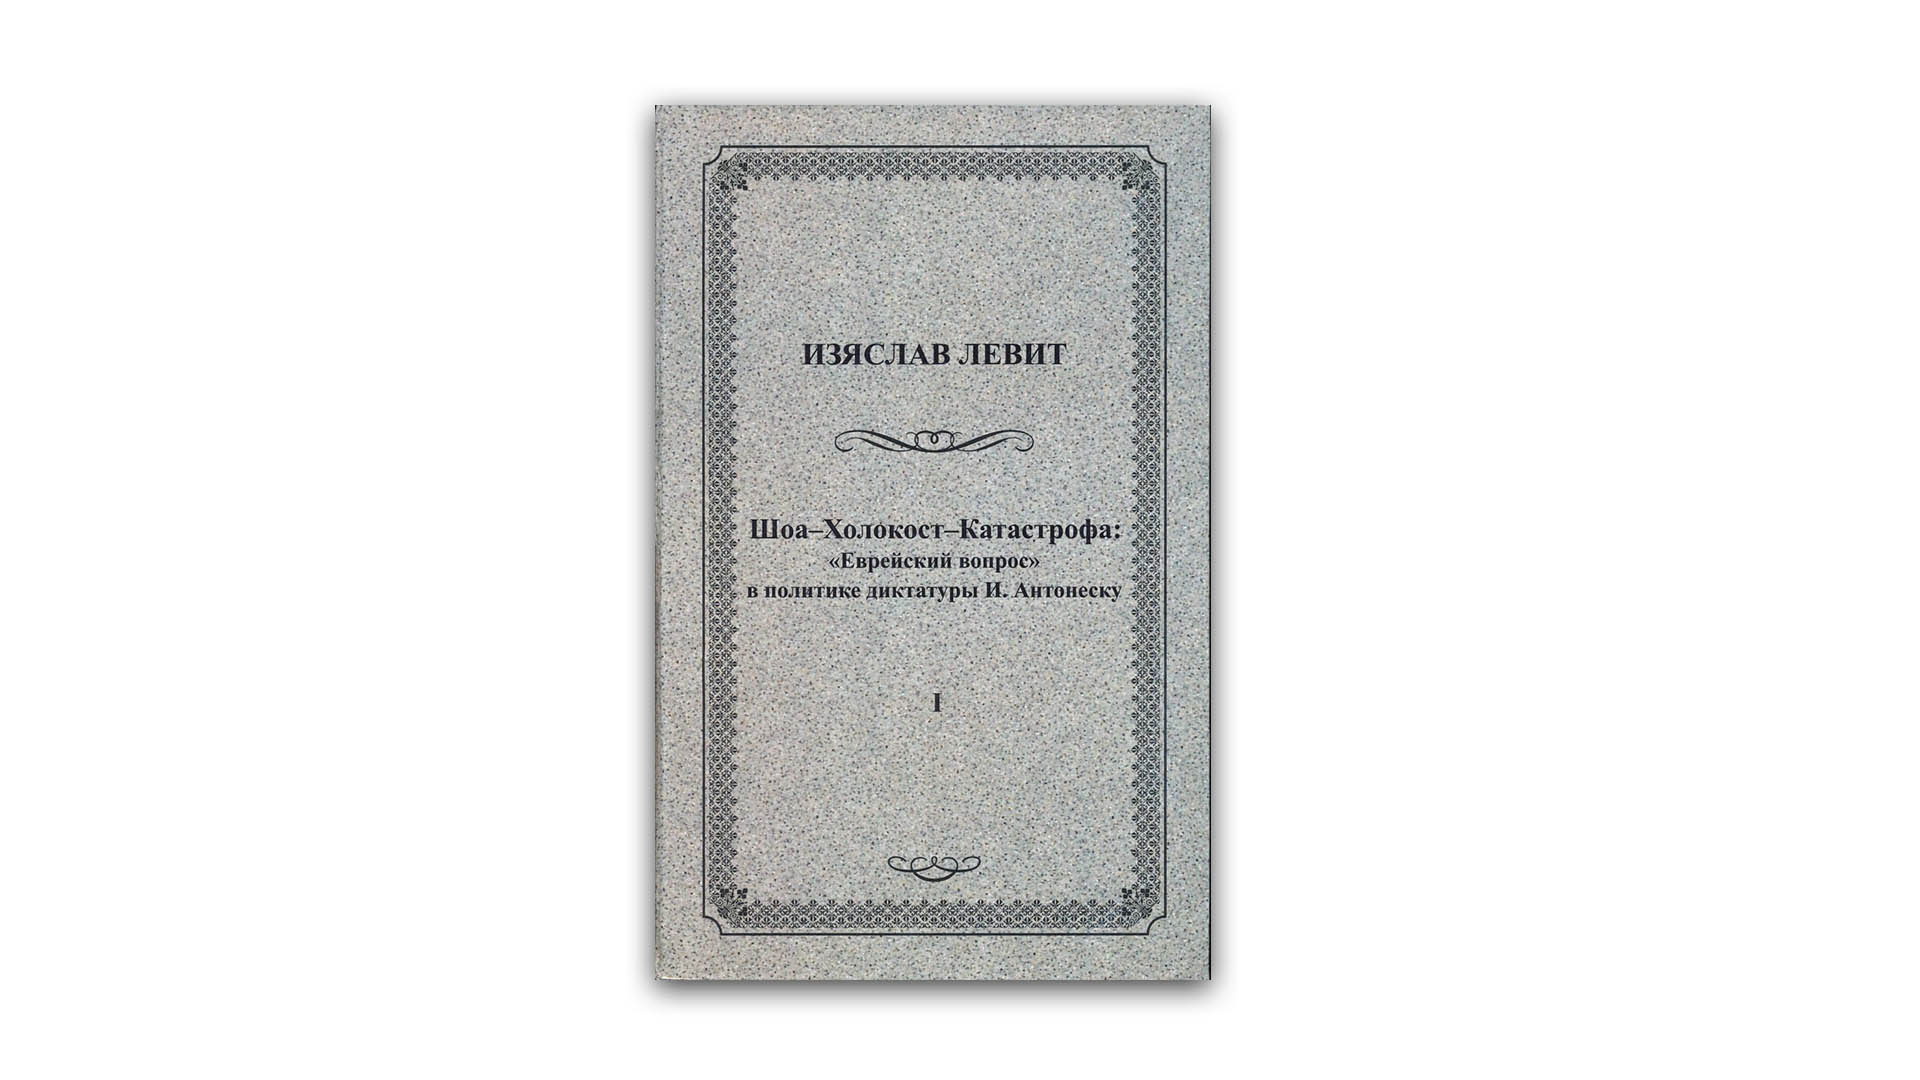 ИЗЯСЛАВ ЛЕВИТ
Шоа–Холокост–Катастрофа:
«Еврейский вопрос»
в политике диктатуры И. Антонеску
I